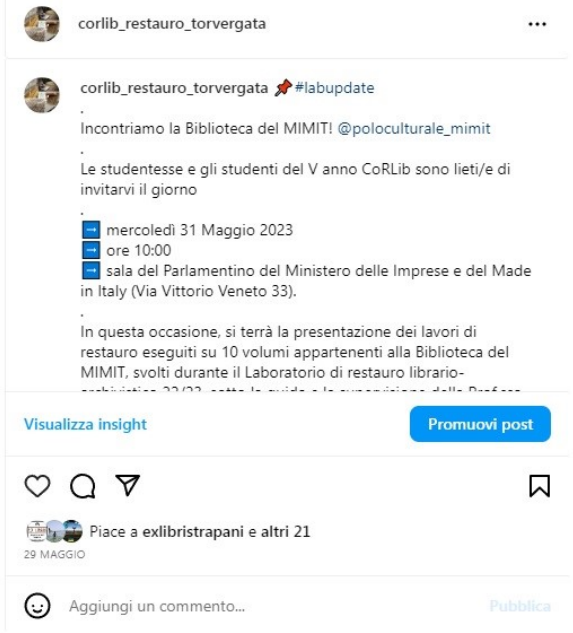 corlib_restauro_torvergata
corlib_restauro_torvergata 📌 #labupdate
.
Incontriamo la Biblioteca del MIMIT! @poloculturale_mimit
.
Le studentesse e gli studenti del V anno CoRLib sono lieti/e di
invitarvi il giorno
.
➡ mercoledì 31 Maggio 2023
➡ ore 10:00
➡ sala del Parlamentino del Ministero delle Imprese e del Made
in Italy (Via Vittorio Veneto 33).
.
In questa occasione, si terrà la presentazione dei lavori di
restauro eseguiti su 10 volumi appartenenti alla Biblioteca del
MIMIT, svolti durante il Laboratorio di restauro librario-
Visualizza insight
Promuovi post
Piace a exlibristrapani e altri 21
29 MAGGIO
Aggiungi un commento...
Pubblica